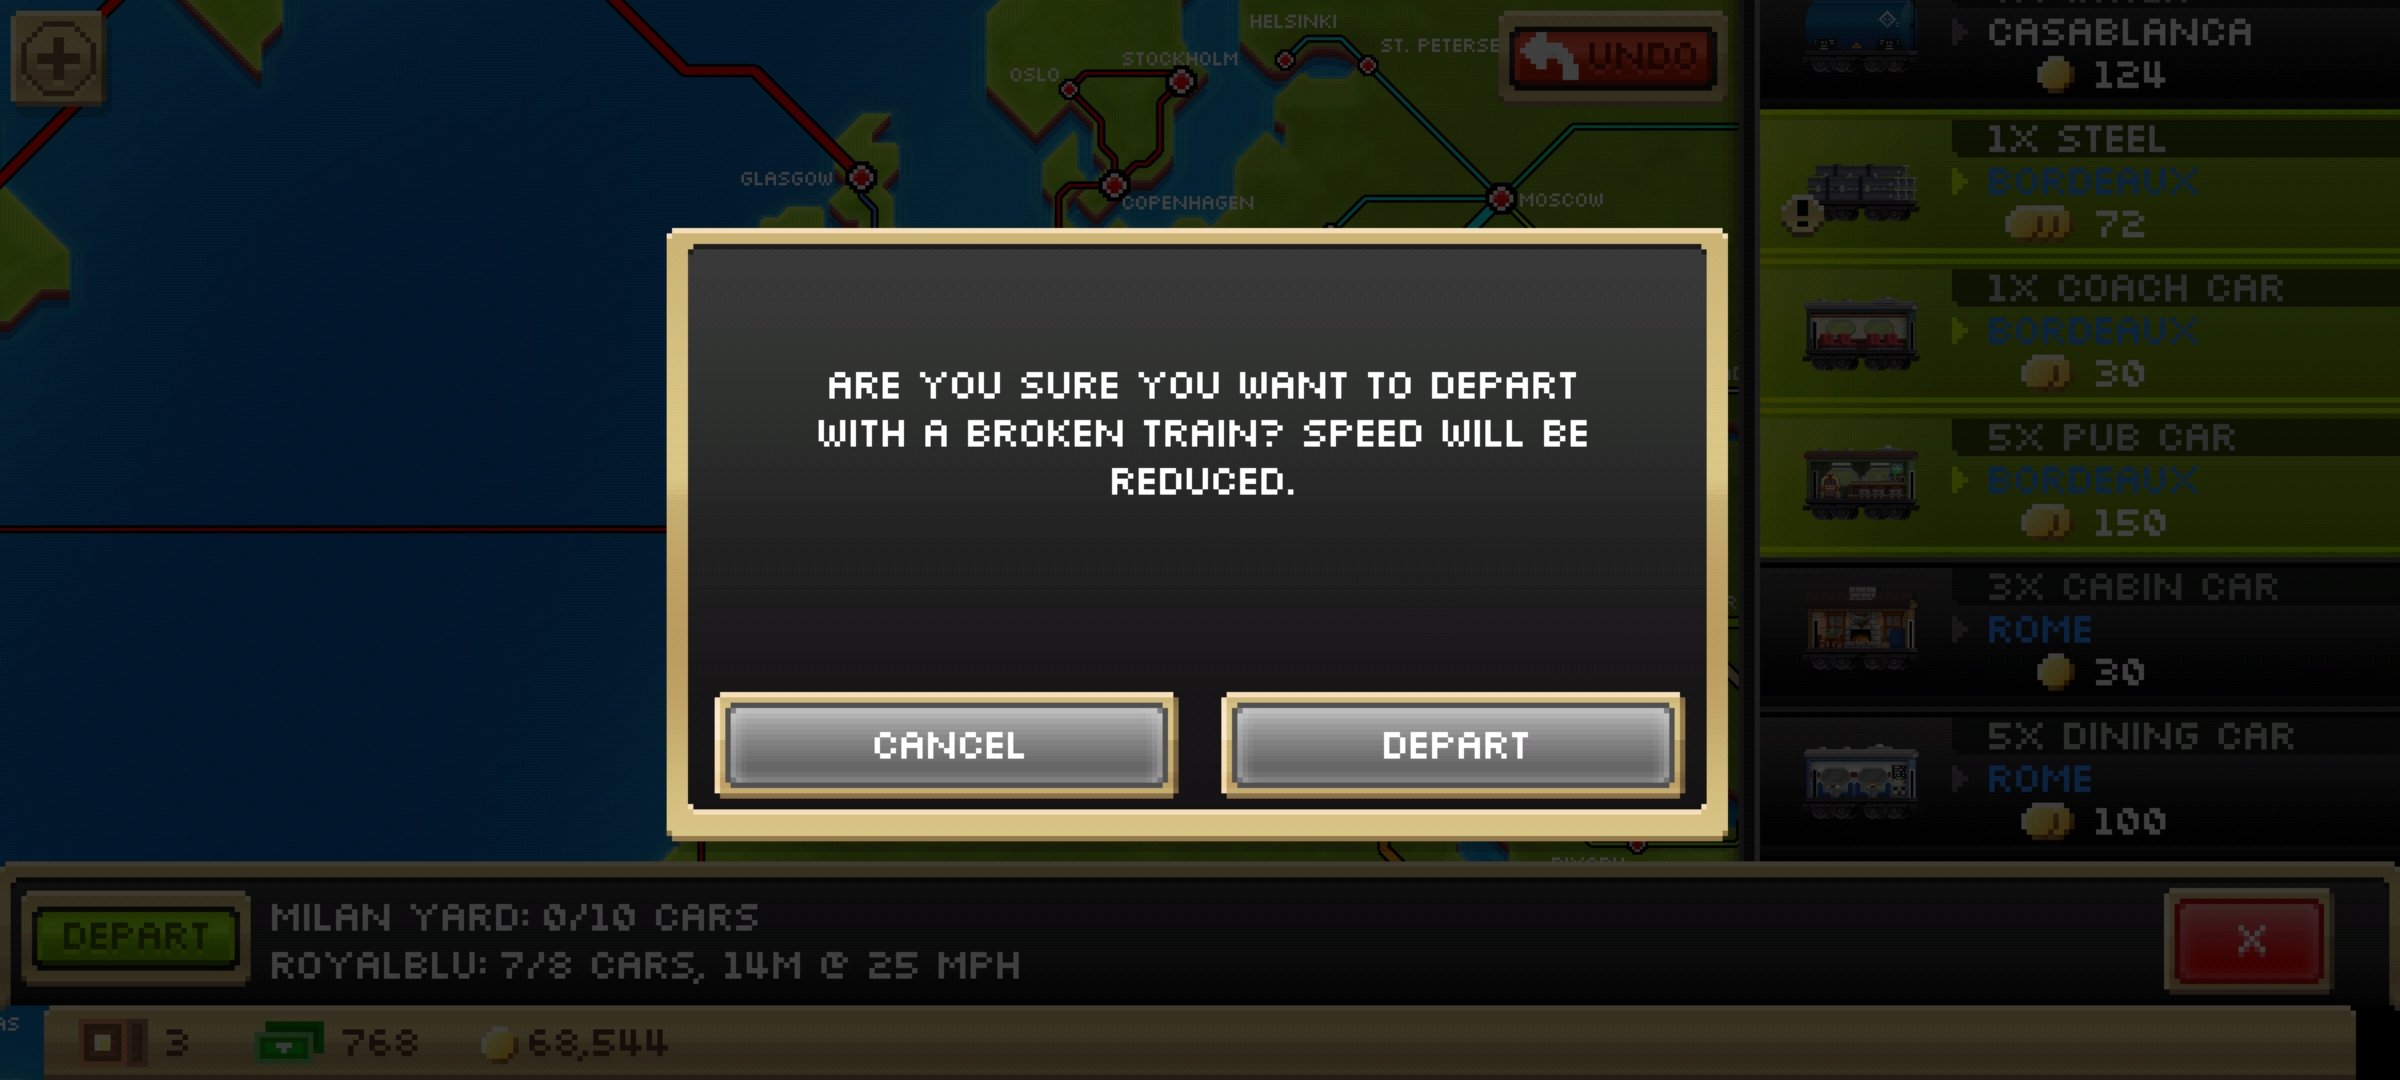 HELSINKI
ST. PETERSE
UNDO
STOCKHOLM
OSLO
GLASGOW
COPENHAGEN
MOSCOW
CASABLANCA
124
1X STEEL
BORDEAUX
72
1X COACH CAR
BORDEAUX
30
5X PUB CAR
BORDEAUX
150
3X CABIN CAR
ROME
30
5X DINING CAR
ROME
100
ARE YOU SURE YOU WANT TO DEPART
WITH A BROKEN TRAIN? SPEED WILL BE
REDUCED.
CANCEL
DEPART
DEPART
MILAN YARD: 0/10 CARS
ROYALBLU: 7/8 CARS, 14M @ 25 MPH
X
AS
3
768
68,544